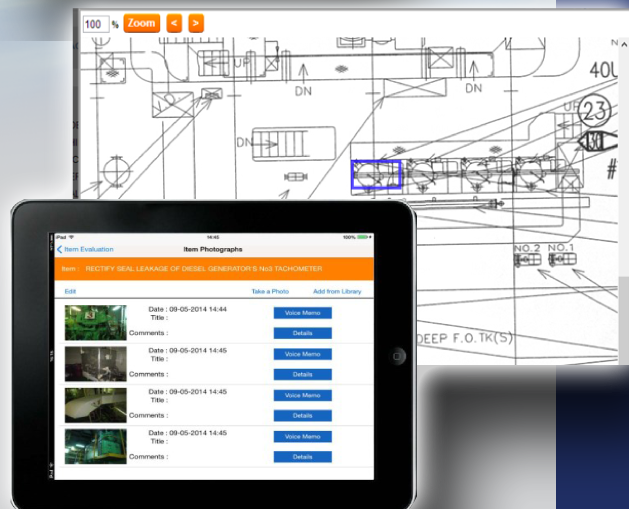 100 % Zoom < >
UP
DN
DN
DN
UP
40L
23
#
NO.2 NO.1
DEEP F.O.TK(S)
iPad 14:45 100%
Item Evaluation Item Photographs
Item : RECTIFY SEAL LEAKAGE OF DIESEL GENERATOR'S No3 TACHOMETER
Edit Take a Photo Add from Library
Date : 09-05-2014 14:44 Voice Memo
Title :
Comments : Details
Date : 09-05-2014 14:45 Voice Memo
Title :
Comments : Details
Date : 09-05-2014 14:45 Voice Memo
Title :
Comments : Details
Date : 09-05-2014 14:45 Voice Memo
Title :
Comments : Details